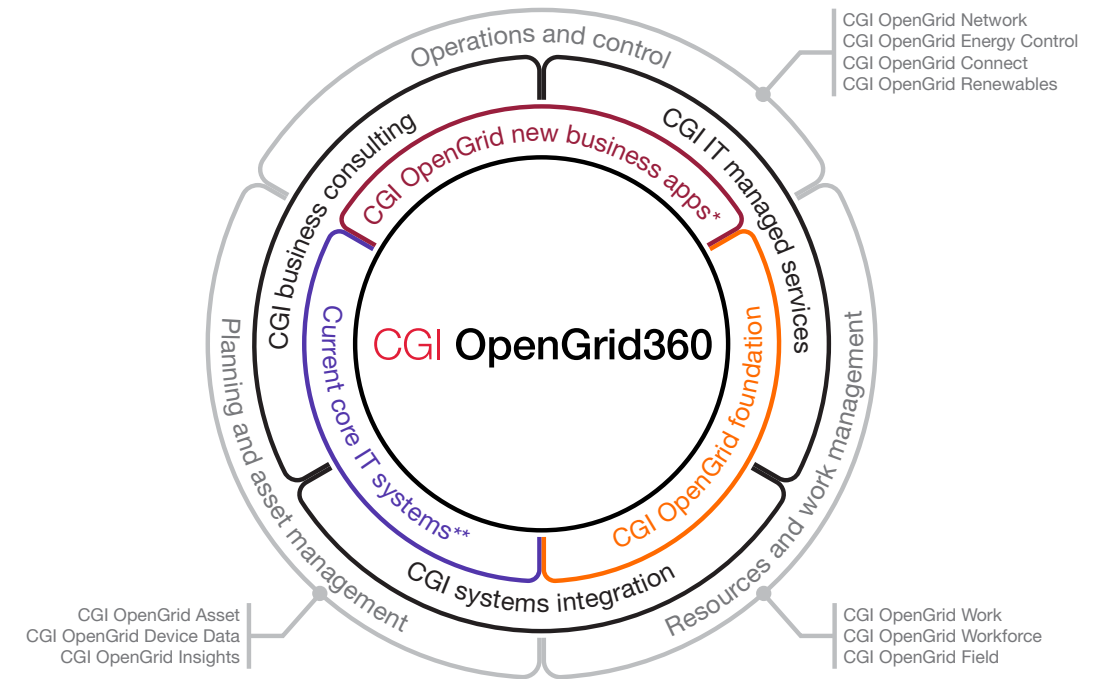 Operations and control
CGI OpenGrid Network
CGI OpenGrid Energy Control
CGI OpenGrid Connect
CGI OpenGrid Renewables
CGI business consulting
CGI IT managed services
CGI OpenGrid new business apps*
CGI OpenGrid360
Current core IT systems**
CGI OpenGrid foundation
CGI systems integration
Planning and asset management
Resources and work management
CGI OpenGrid Asset
CGI OpenGrid Device Data
CGI OpenGrid Insights
CGI OpenGrid Work
CGI OpenGrid Workforce
CGI OpenGrid Field